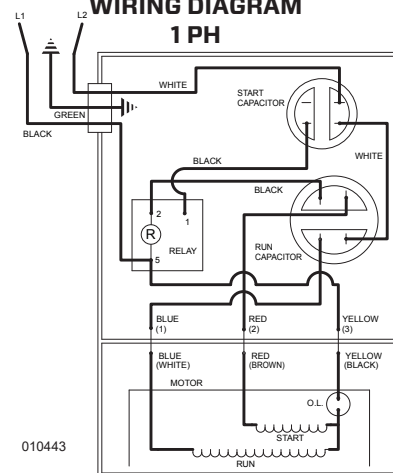 WIRING DIAGRAM
1 PH
L1
L2
WHITE
START
CAPACITOR
GREEN
BLACK
WHITE
BLACK
BLACK
2
1
R
RELAY
RUN
CAPACITOR
5
BLUE
(1)
RED
(2)
YELLOW
(3)
BLUE
(WHITE)
RED
(BROWN)
YELLOW
(BLACK)
MOTOR
O.L.
START
RUN
010443